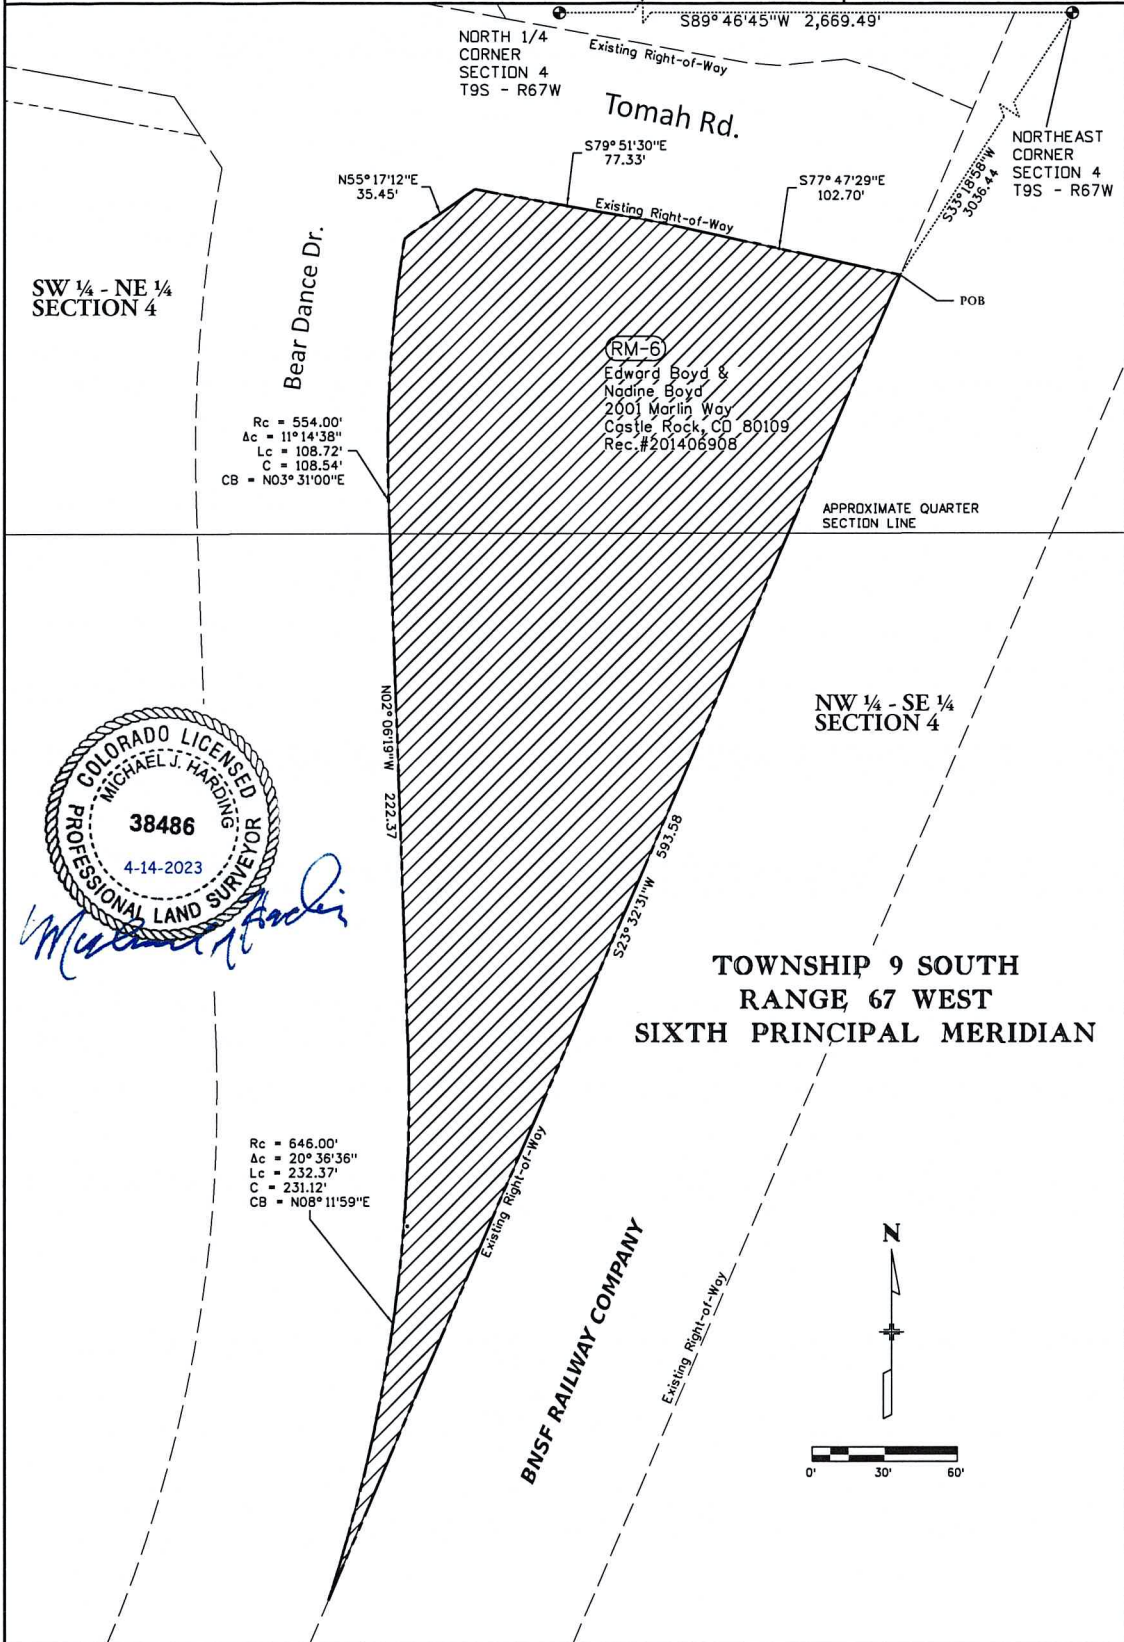 S89°46'45"W 2,669.49'
NORTH 1/4
CORNER
SECTION 4
T9S - R67W
Existing Right-of-Way
Tomah Rd.
NORTHEAST
CORNER
SECTION 4
T9S - R67W
S33°18'58"W
3036.44
S79°51'30"E
77.33'
N55°17'12"E
35.45'
S77°47'29"E
102.70'
Existing Right-of-Way
Bear Dance Dr.
SW ¼ - NE ¼
SECTION 4
POB
RM-6
Edward Boyd &
Nadine Boyd
2001 Marlin Way
Castle Rock, CO 80109
Rec.#201406908
Rc = 554.00'
Δc = 11°14'38"
Lc = 108.72'
C = 108.54'
CB = N03°31'00"E
APPROXIMATE QUARTER
SECTION LINE
N02°06'19"W 222.37
NW ¼ - SE ¼
SECTION 4
COLORADO LICENSED
MICHAEL J. HARDING
38486
4-14-2023
PROFESSIONAL LAND SURVEYOR
S23°32'31"W 593.58
TOWNSHIP 9 SOUTH
RANGE 67 WEST
SIXTH PRINCIPAL MERIDIAN
Rc = 646.00'
Δc = 20°36'36"
Lc = 232.37'
C = 231.12'
CB = N08°11'59"E
Existing Right-of-Way
BNSF RAILWAY COMPANY
Existing Right-of-Way
N
0' 30' 60'